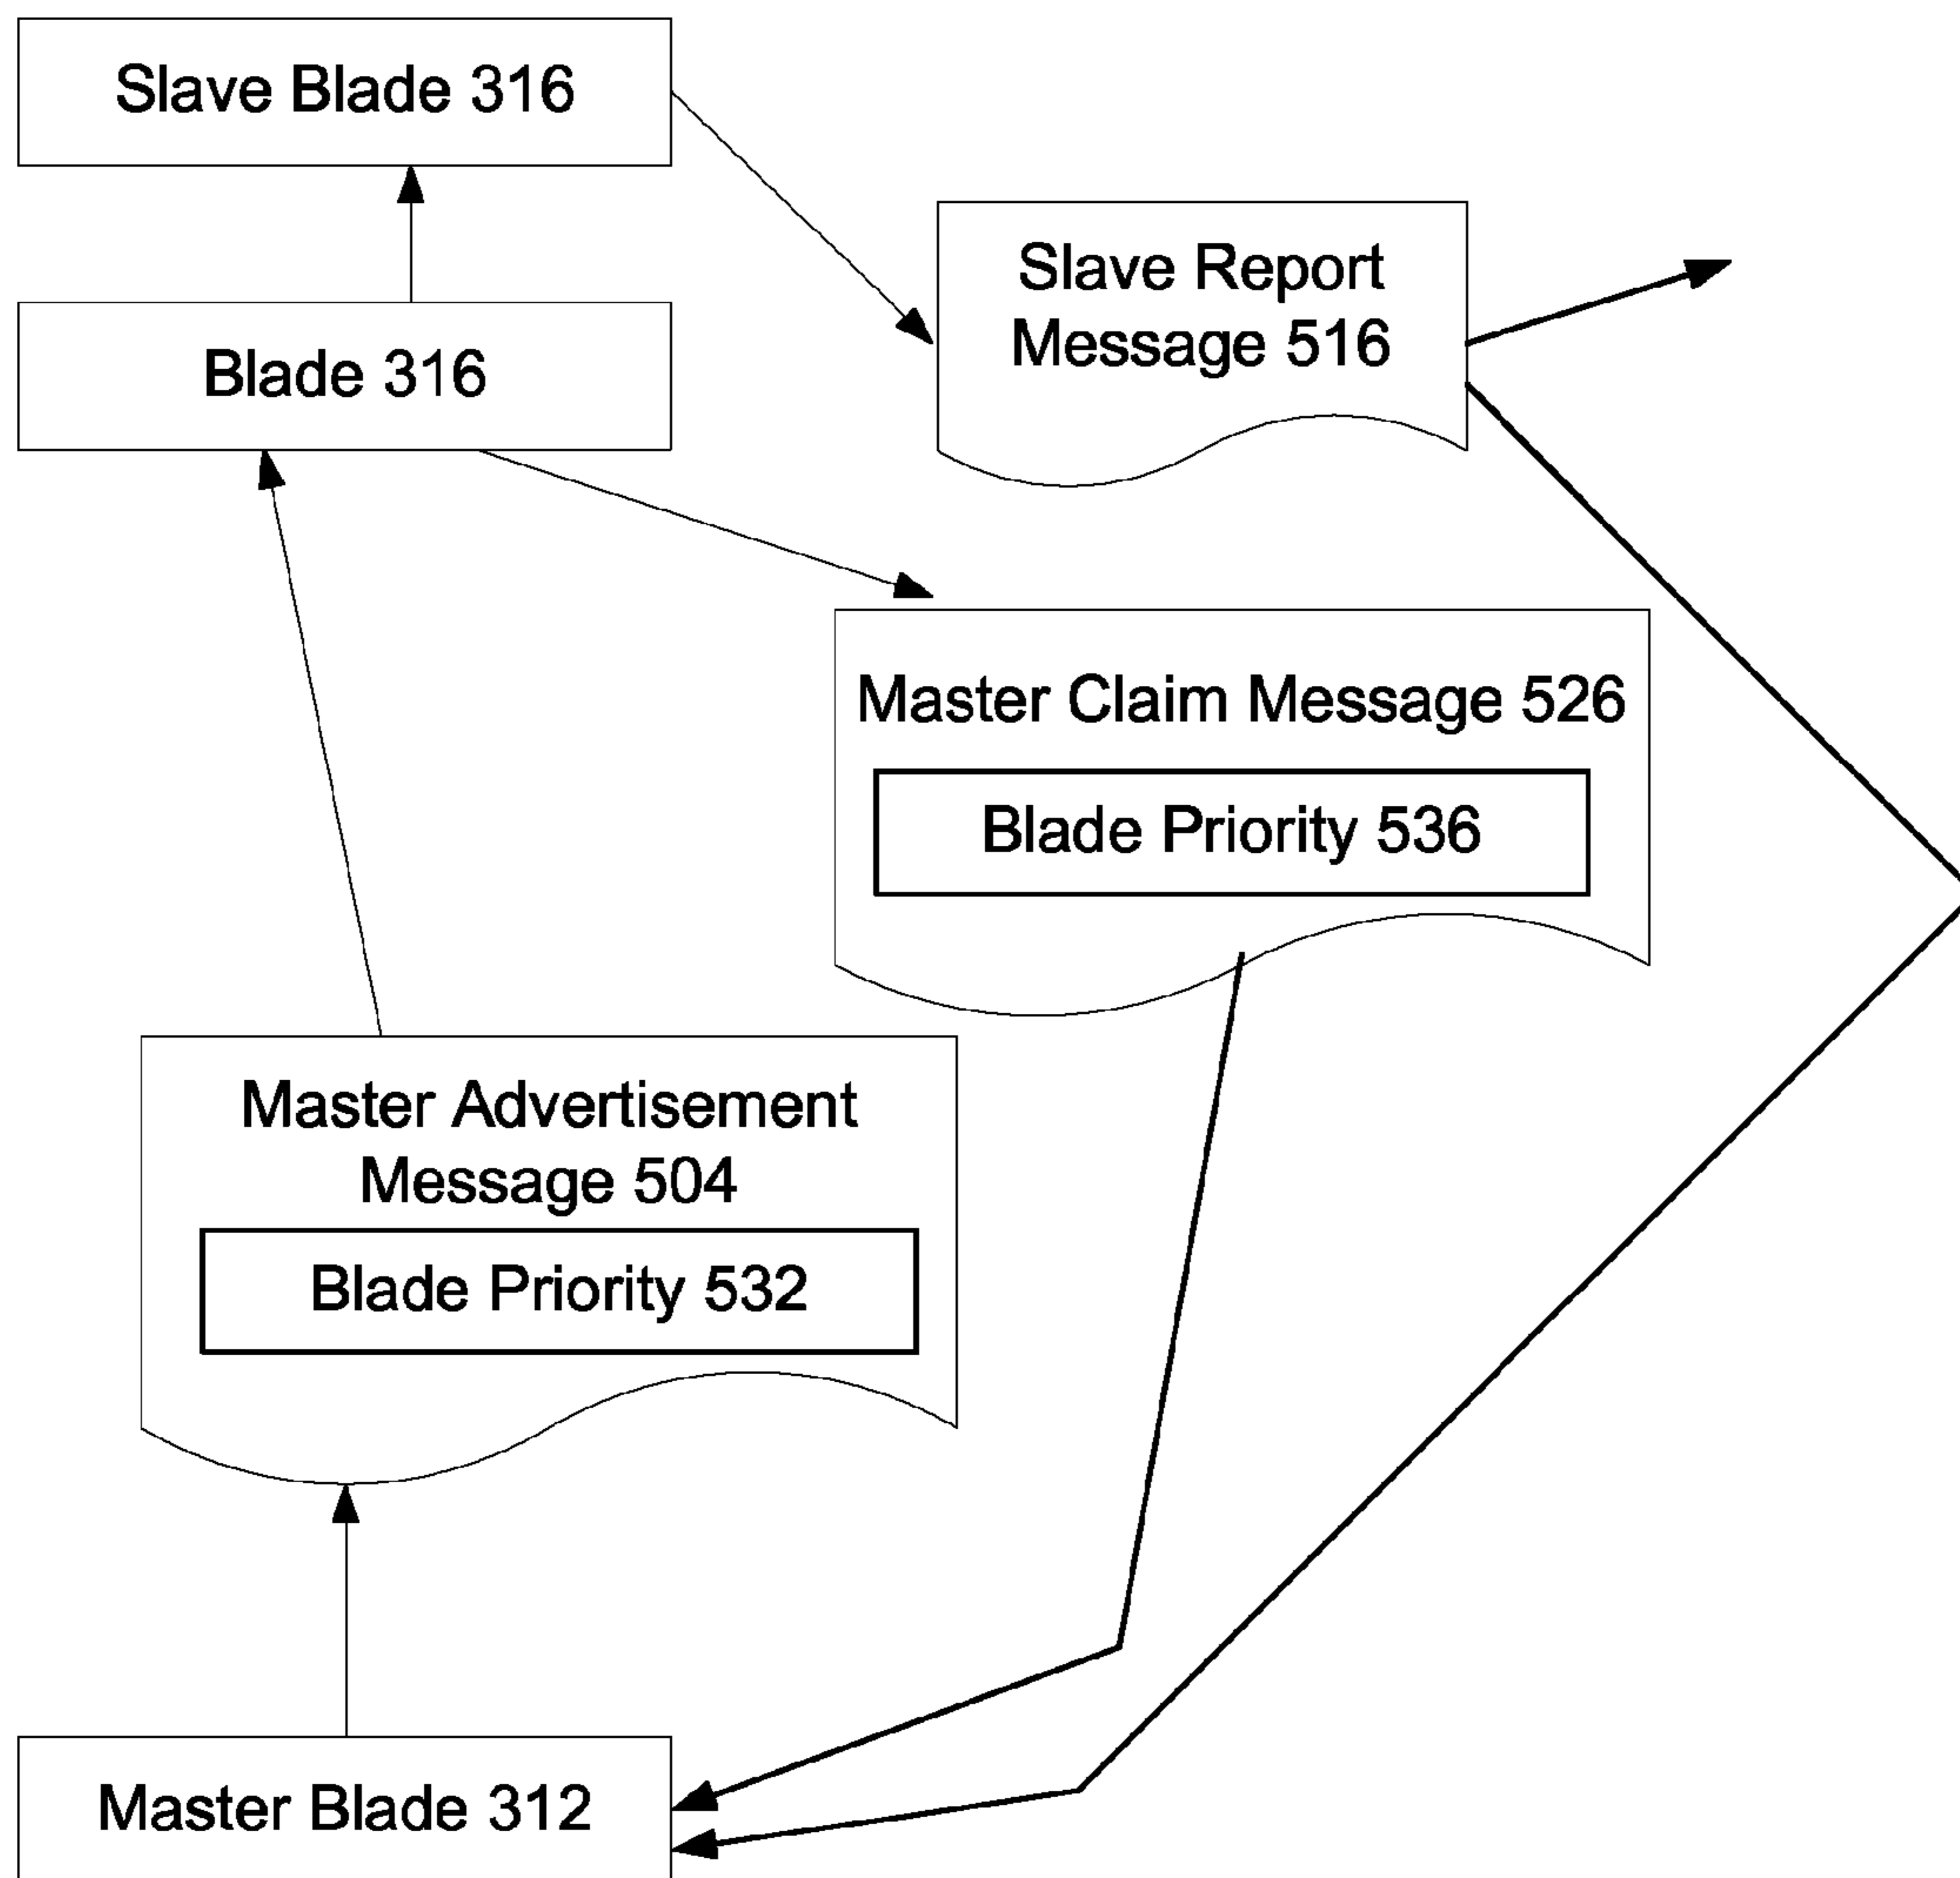 Slave Blade 316
Slave Report
Message 516
Blade 316
Master Claim Message 526
Blade Priority 536
Master Advertisement
Message 504
Blade Priority 532
Master Blade 312